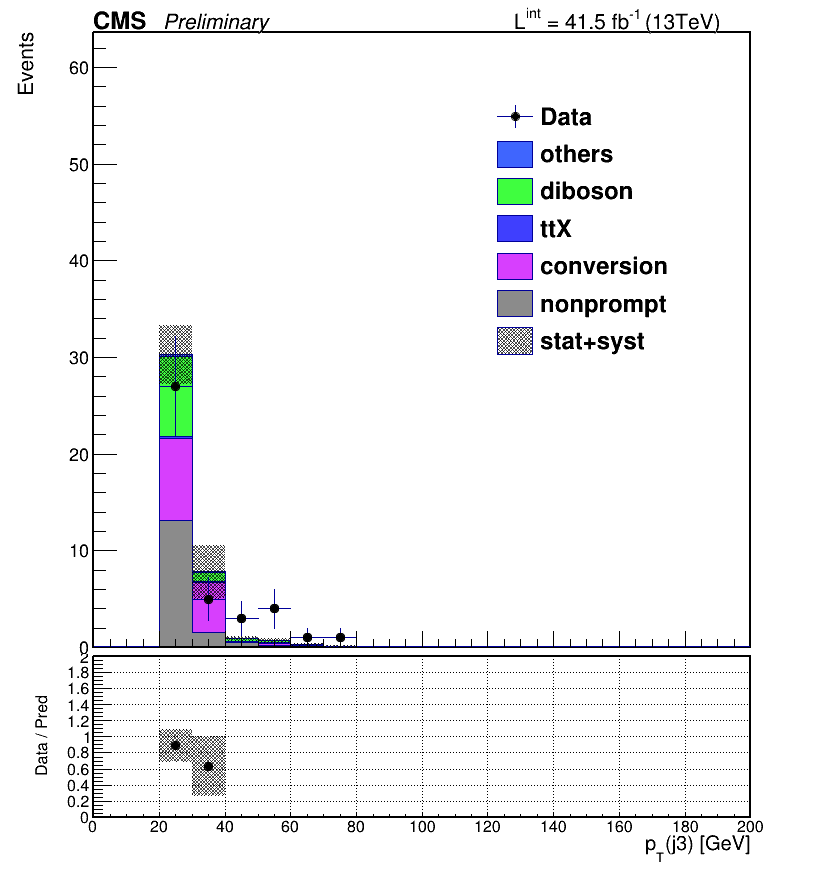 CMS Preliminary L^int = 41.5 fb^-1 (13TeV)
Events
60
50
40
30
20
10
0
Data
others
diboson
ttX
conversion
nonprompt
stat+syst
Data / Pred
2
1.8
1.6
1.4
1.2
1
0.8
0.6
0.4
0.2
0
0 20 40 60 80 100 120 140 160 180 200
p_T(j3) [GeV]